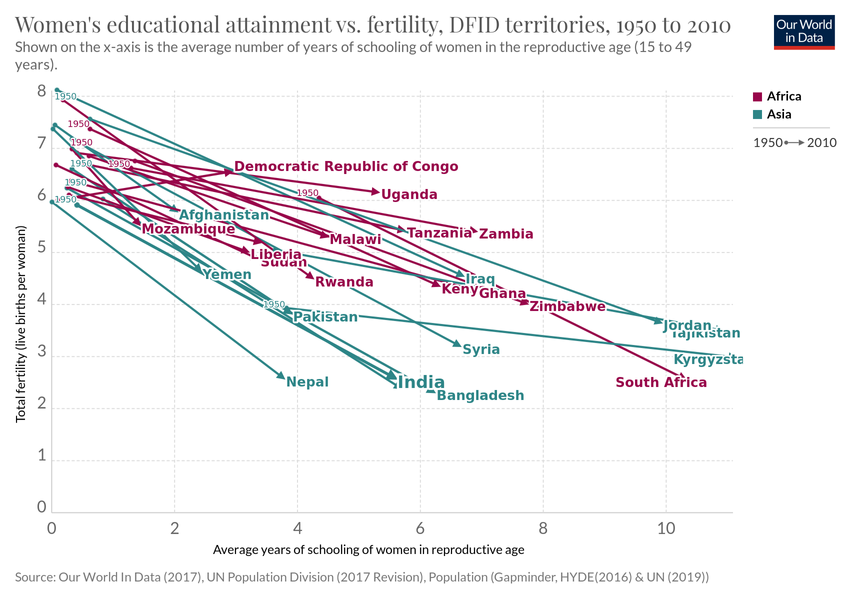 Women's educational attainment vs. fertility, DFID territories, 1950 to 2010
Our World
in Data
Shown on the x-axis is the average number of years of schooling of women in the reproductive age (15 to 49
years).
Africa
Asia
1950 2010
Total fertility (live births per woman)
8
7
6
5
4
3
2
1
0
0
2
4
6
8
10
1950
1950
1950
1950
1950
1950
1950
1950
1950
Democratic Republic of Congo
Uganda
Afghanistan
Mozambique
Malawi
Tanzania
Zambia
Liberia
Sudan
Yemen
Rwanda
Iraq
Kenya
Ghana
Zimbabwe
Pakistan
Jordan
Tajikistan
Syria
Kyrgyzsta
Nepal
India
South Africa
Bangladesh
Average years of schooling of women in reproductive age
Source: Our World In Data (2017), UN Population Division (2017 Revision), Population (Gapminder, HYDE(2016) & UN (2019))